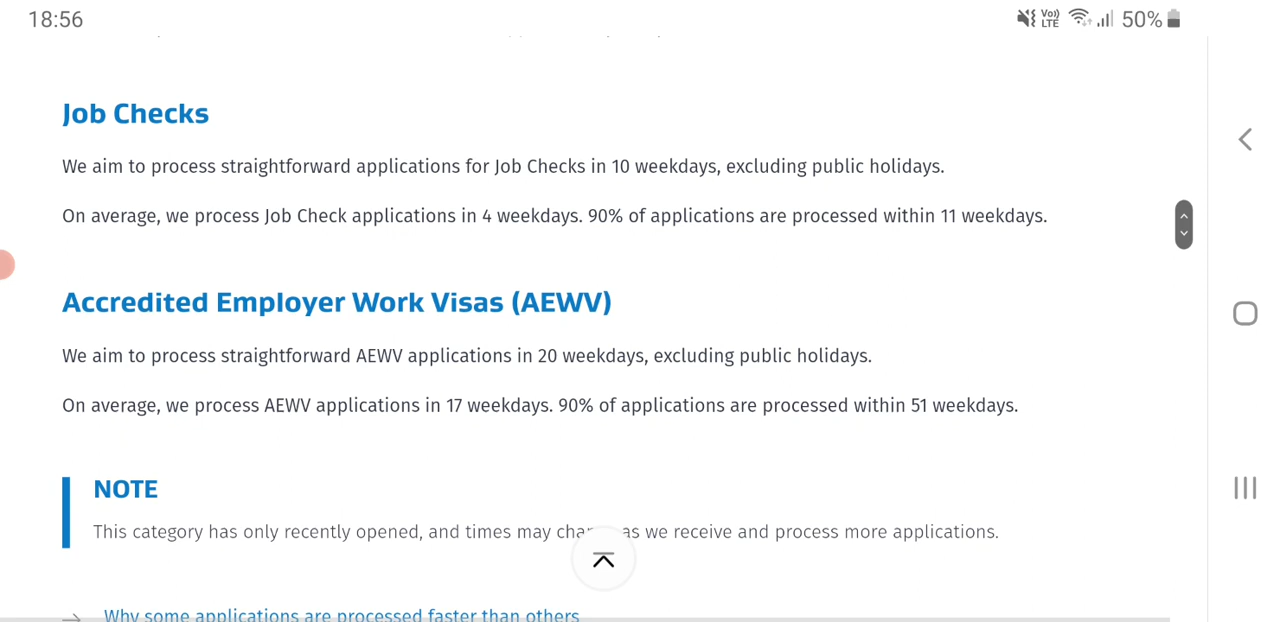 18:56
Vo)) LTE 50%
Job Checks
We aim to process straightforward applications for Job Checks in 10 weekdays, excluding public holidays.
On average, we process Job Check applications in 4 weekdays. 90% of applications are processed within 11 weekdays.
Accredited Employer Work Visas (AEWV)
We aim to process straightforward AEWV applications in 20 weekdays, excluding public holidays.
On average, we process AEWV applications in 17 weekdays. 90% of applications are processed within 51 weekdays.
NOTE
This category has only recently opened, and times may as we receive and process more applications.
Why some applications are processed faster than others